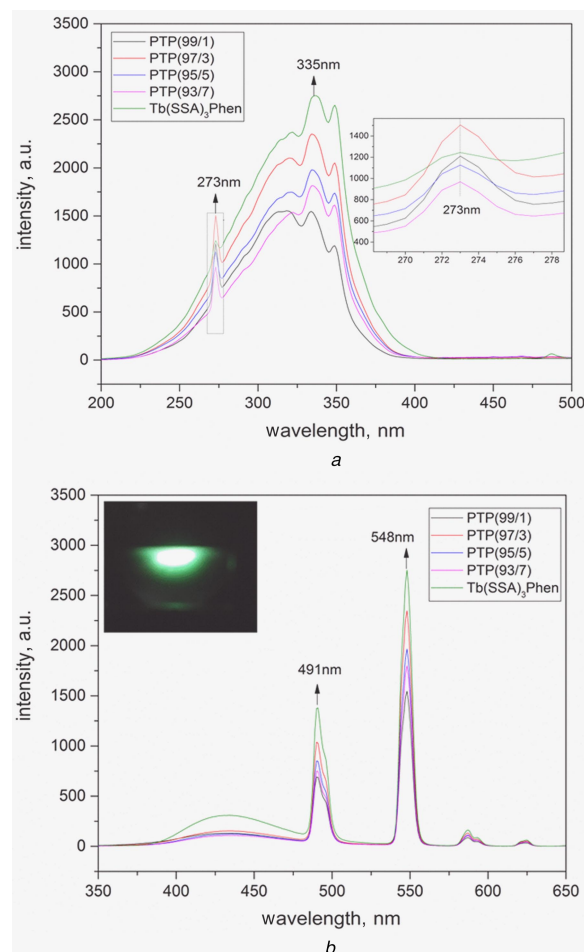 3500
3000
2500
2000
1500
1000
500
0
intensity, a.u.
PTP(99/1)
PTP(97/3)
PTP(95/5)
PTP(93/7)
Tb(SSA)₃Phen
335nm
273nm
1400
1200
1000
800
600
400
273nm
270 272 274 276 278
200 250 300 350 400 450 500
wavelength, nm
a
3500
3000
2500
2000
1500
1000
500
0
intensity, a.u.
491nm
548nm
PTP(99/1)
PTP(97/3)
PTP(95/5)
PTP(93/7)
Tb(SSA)₃Phen
350 400 450 500 550 600 650
wavelength, nm
b